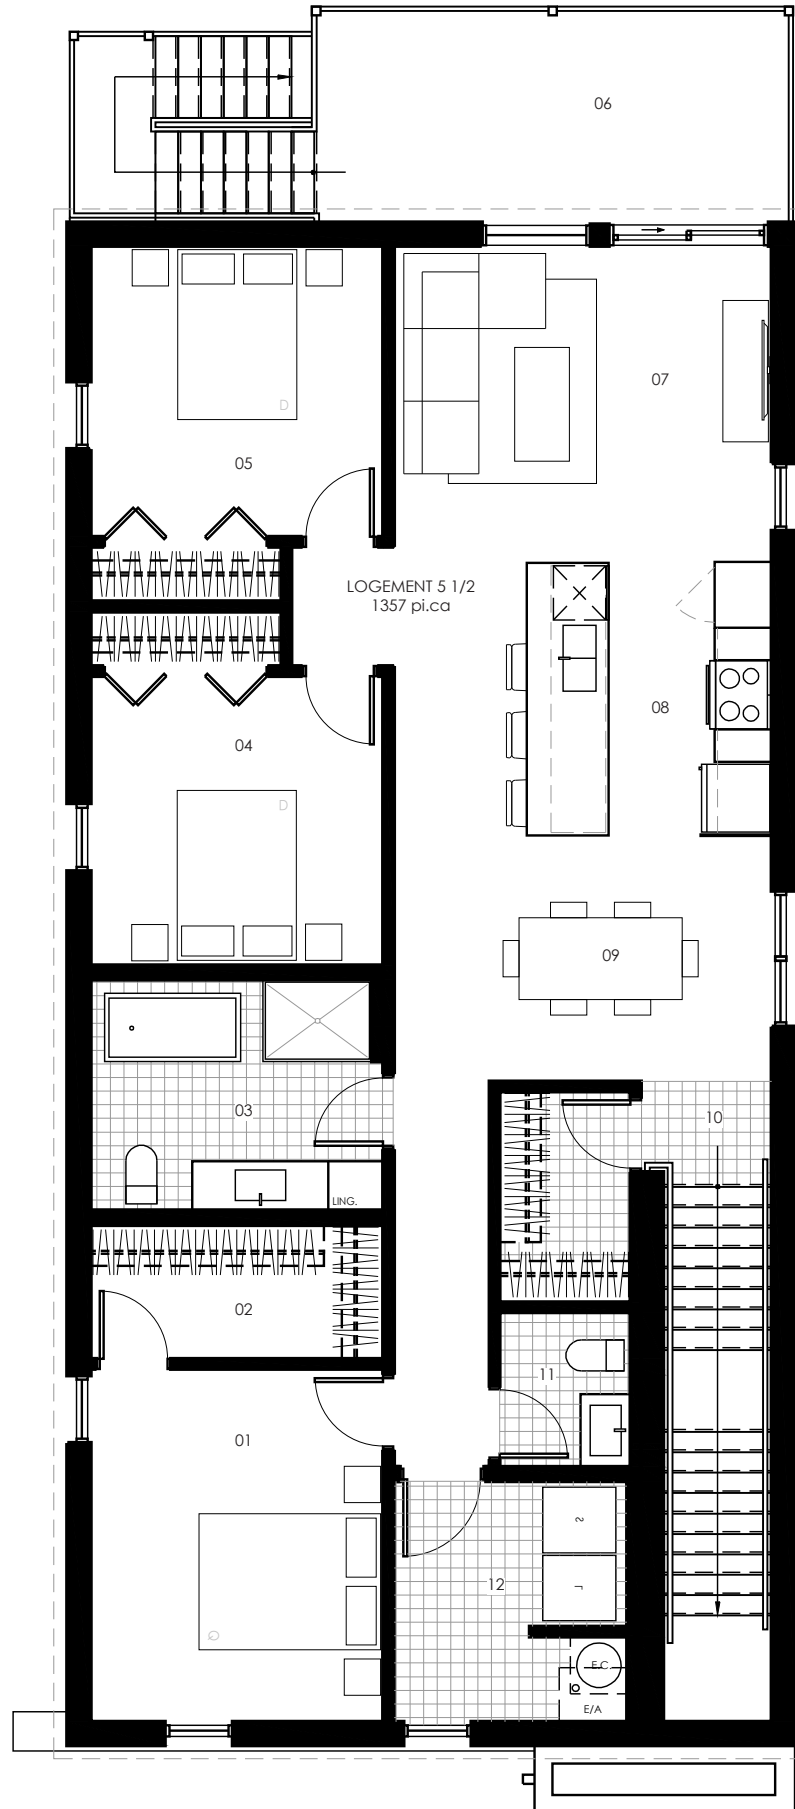 06
07
D
05
LOGEMENT 5 1/2
1357 pi.ca
08
04
D
09
03
10
LING.
02
11
01
S
12
L
D
E.C.
E/A